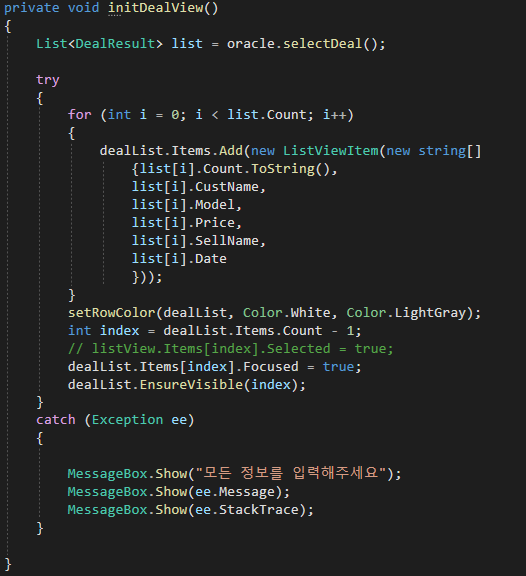 private void initDealView()
{
    List<DealResult> list = oracle.selectDeal();
    try
    {
        for (int i = 0; i < list.Count; i++)
        {
            dealList.Items.Add(new ListViewItem(new string[]
                {list[i].Count.ToString(),
                list[i].CustName,
                list[i].Model,
                list[i].Price,
                list[i].SellName,
                list[i].Date
                }));
        }
        setRowColor(dealList, Color.White, Color.LightGray);
        int index = dealList.Items.Count - 1;
        // listView.Items[index].Selected = true;
        dealList.Items[index].Focused = true;
        dealList.EnsureVisible(index);
    }
    catch (Exception ee)
    {
        MessageBox.Show("모든 정보를 입력해주세요");
        MessageBox.Show(ee.Message);
        MessageBox.Show(ee.StackTrace);
    }
}